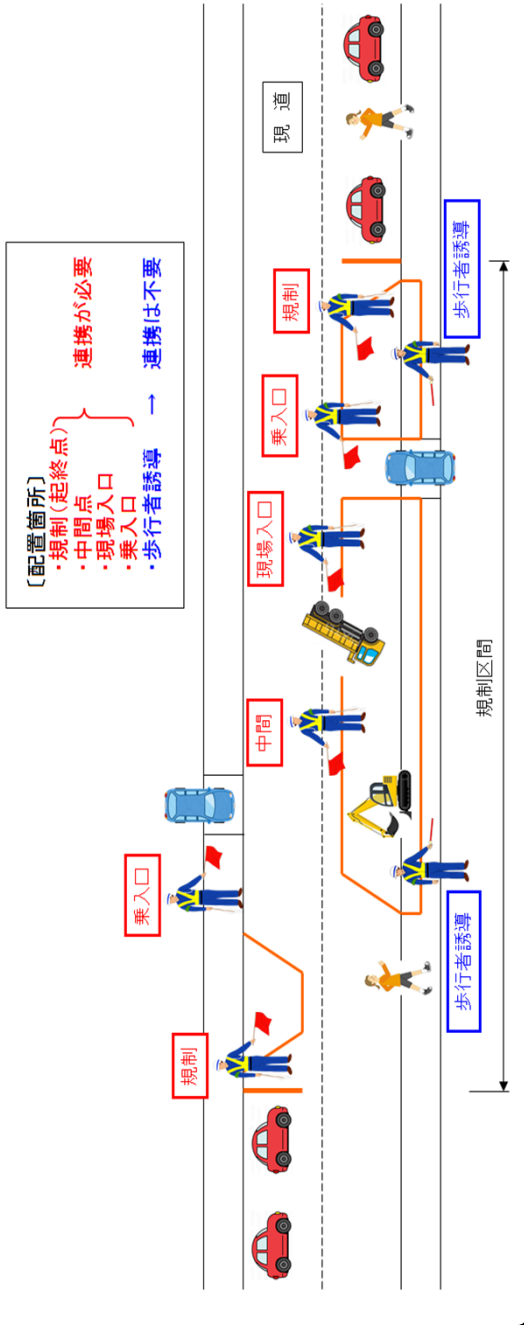 〔配置箇所〕
・規制(起終点)
・中間点
・現場入口
・乗入口
連携が必要
・歩行者誘導 → 連携は不要
現 道
規制
乗入口
現場入口
中間
乗入口
規制
歩行者誘導
歩行者誘導
規制区間